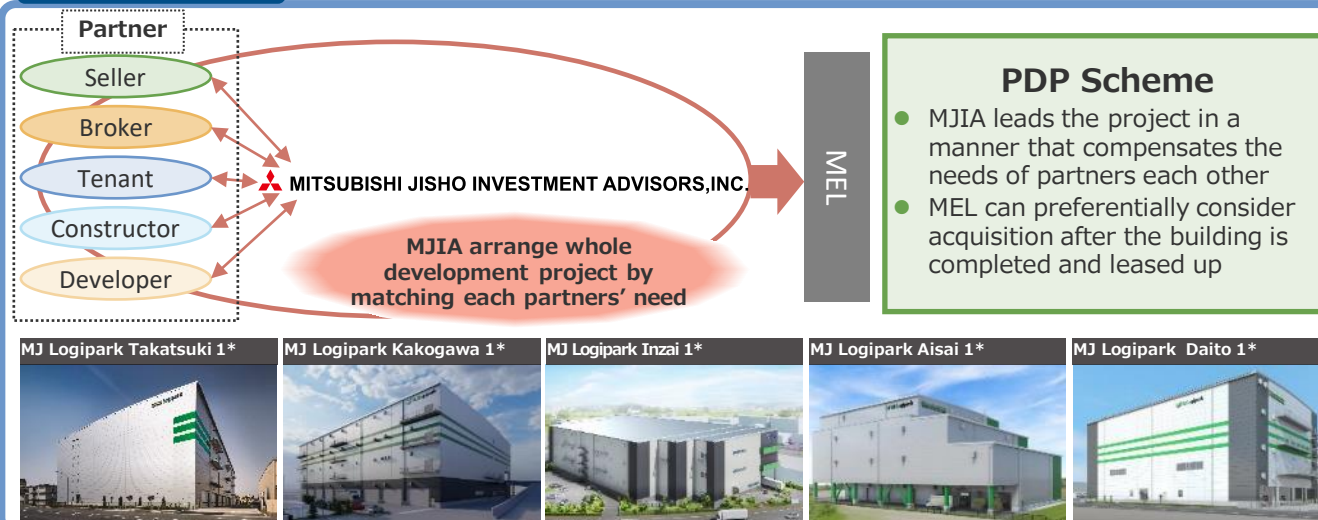 Partner
Seller
Broker
Tenant
Constructor
Developer
MITSUBISHI JISHO INVESTMENT ADVISORS,INC.
MJIA arrange whole
development project by
matching each partners' need
MEL
PDP Scheme
MJIA leads the project in a
manner that compensates the
needs of partners each other
MEL can preferentially consider
acquisition after the building is
completed and leased up
MJ Logipark Takatsuki 1*
MJ Logipark Kakogawa 1*
MJ Logipark Inzai 1*
MJ Logipark Aisai 1*
MJ Logipark Daito 1*